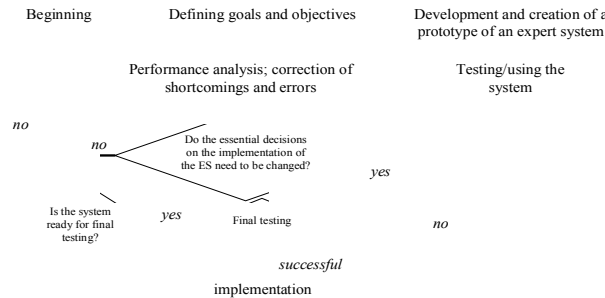 Beginning
Defining goals and objectives
Development and creation of a
prototype of an expert system
Performance analysis; correction of
shortcomings and errors
Testing/using the
system
no
no
Do the essential decisions
on the implementation of
the ES need to be changed?
yes
Is the system
ready for final
testing?
yes
Final testing
no
successful
implementation